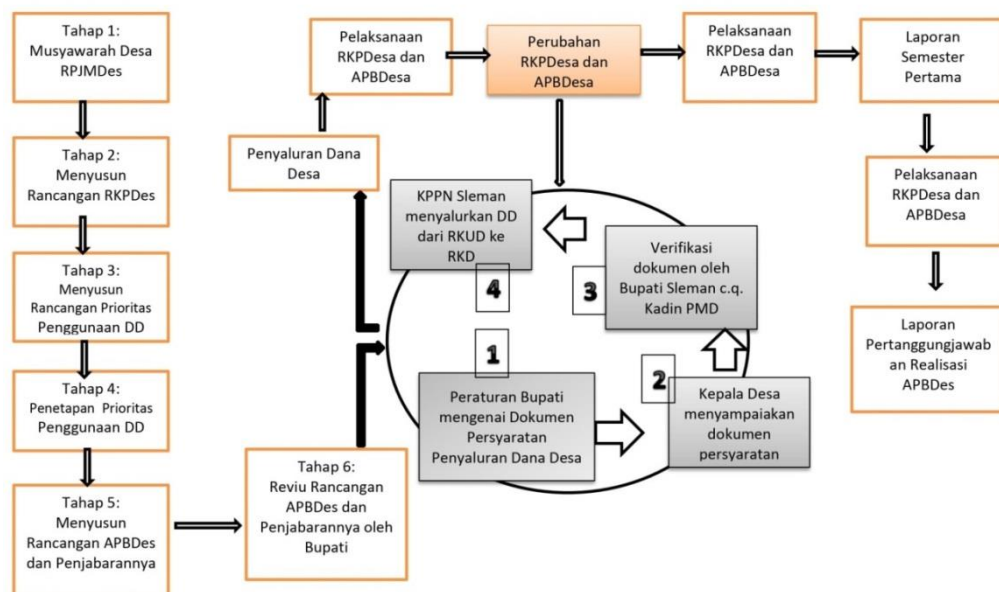 Tahap 1:
Musyawarah Desa
RPJMDes
Tahap 2:
Menyusun
Rancangan RKPDes
Tahap 3:
Menyusun
Rancangan Prioritas
Penggunaan DD
Tahap 4:
Penetapan Prioritas
Penggunaan DD
Tahap 5:
Menyusun
Rancangan APBDes
dan Penjabarannya
Tahap 6:
Reviu Rancangan
APBDes dan
Penjabarannya oleh
Bupati
Penyaluran Dana
Desa
Pelaksanaan
RKPDesa dan
APBDesa
Perubahan
RKPDesa dan
APBDesa
Pelaksanaan
RKPDesa dan
APBDesa
Laporan
Semester
Pertama
Pelaksanaan
RKPDesa dan
APBDesa
Laporan
Pertanggungjawab
an Realisasi
APBDes
1
Peraturan Bupati
mengenai Dokumen
Persyaratan
Penyaluran Dana Desa
2
Kepala Desa
menyampaiakan
dokumen
persyaratan
3
Verifikasi
dokumen oleh
Bupati Sleman c.q.
Kadin PMD
4
KPPN Sleman
menyalurkan DD
dari RKUD ke
RKD